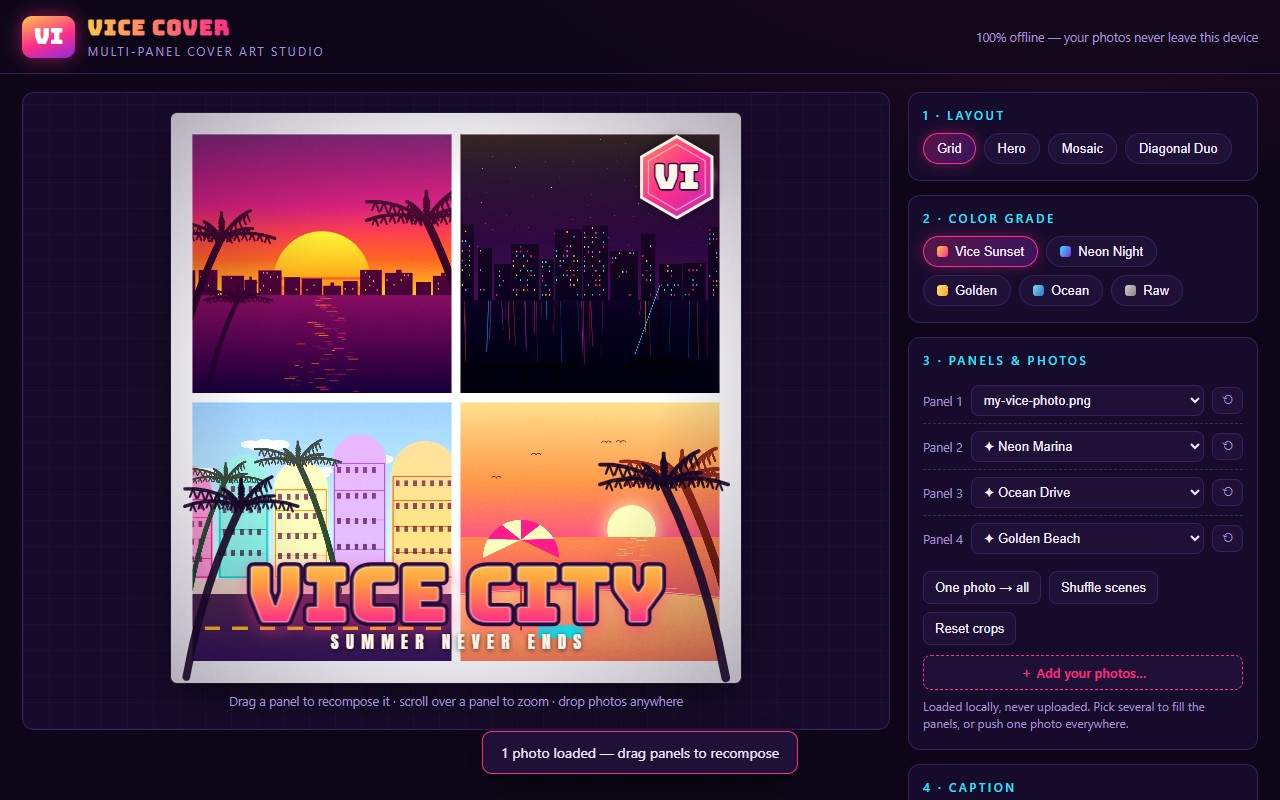 VI
VICE COVER
MULTI-PANEL COVER ART STUDIO
100% offline — your photos never leave this device
VI
VICE CITY
SUMMER NEVER ENDS
Drag a panel to recompose it · scroll over a panel to zoom · drop photos anywhere
1 photo loaded — drag panels to recompose
1 · LAYOUT
Grid Hero Mosaic Diagonal Duo
2 · COLOR GRADE
Vice Sunset Neon Night
Golden Ocean Raw
3 · PANELS & PHOTOS
Panel 1 my-vice-photo.png
Panel 2 ✦ Neon Marina
Panel 3 ✦ Ocean Drive
Panel 4 ✦ Golden Beach
One photo → all Shuffle scenes
Reset crops
+ Add your photos...
Loaded locally, never uploaded. Pick several to fill the
panels, or push one photo everywhere.
4 · CAPTION